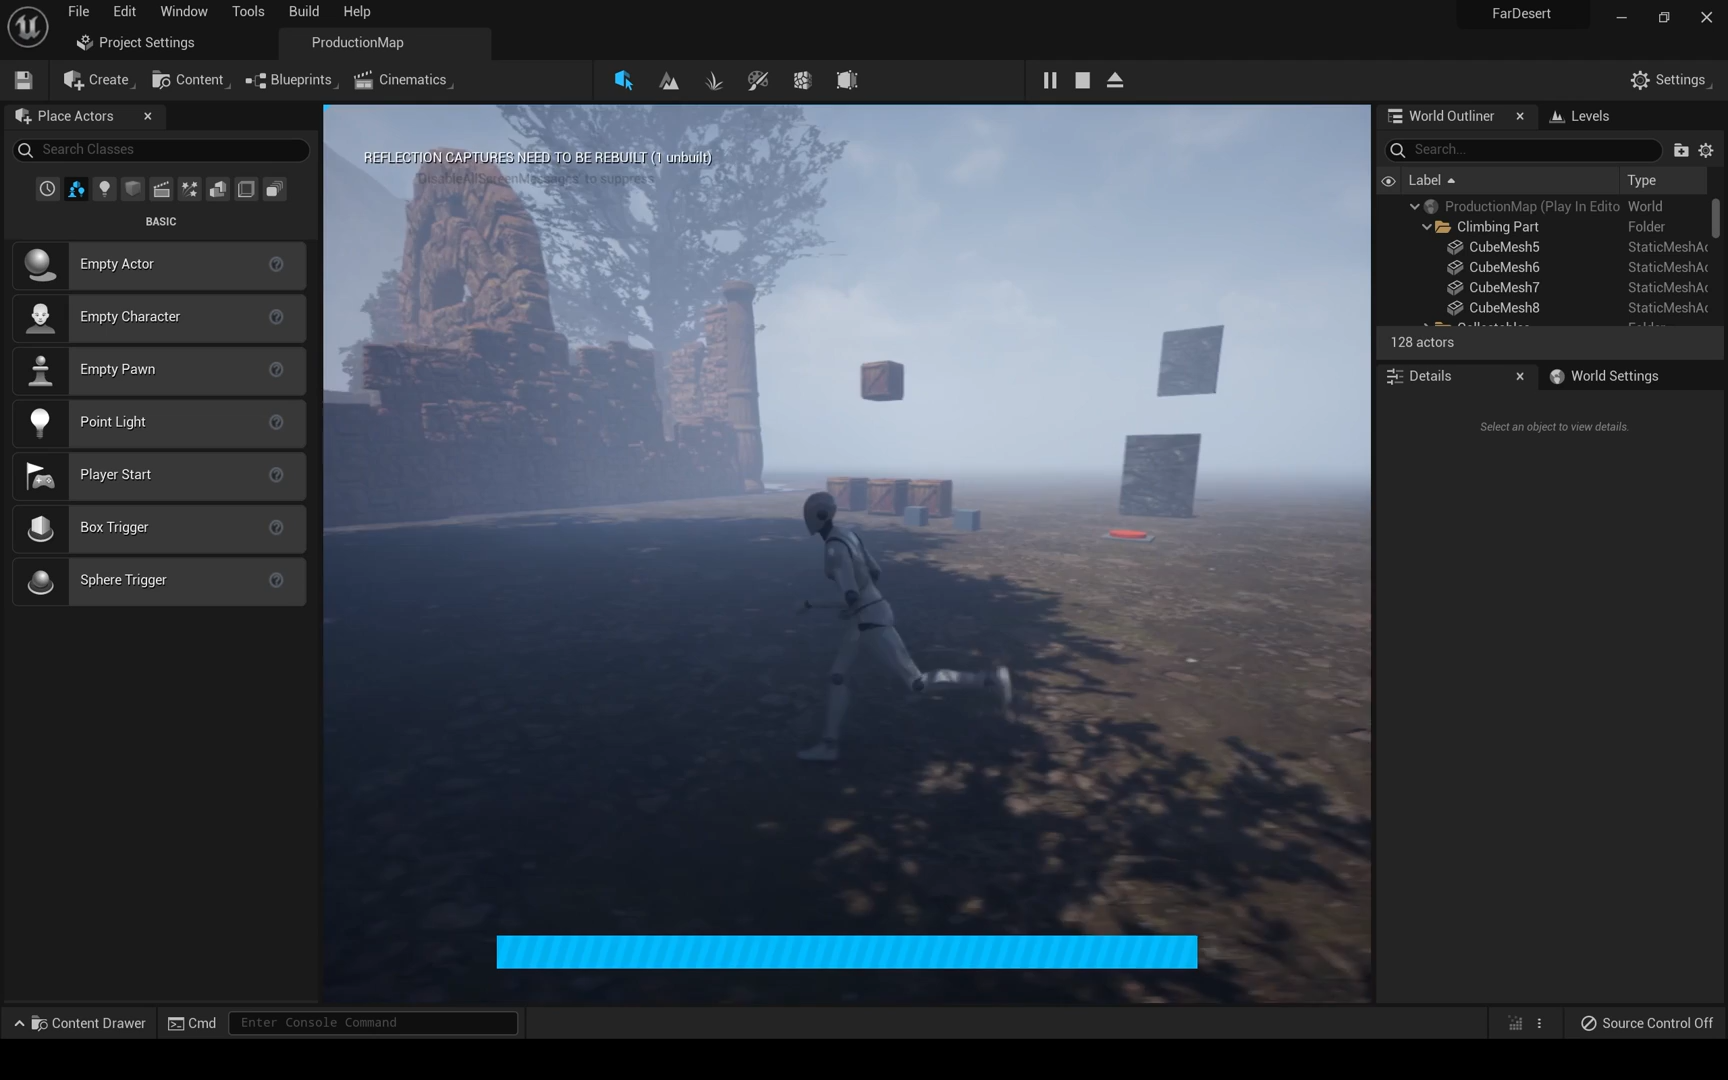 File Edit Window Tools Build Help
FarDesert
Project Settings
ProductionMap
Create
Content
Blueprints
Cinematics
Settings
Place Actors
Search Classes
BASIC
Empty Actor
Empty Character
Empty Pawn
Point Light
Player Start
Box Trigger
Sphere Trigger
REFLECTION CAPTURES NEED TO BE REBUILT (1 unbuilt)
'DisableAllScreenMessages' to suppress
World Outliner
Levels
Search...
Label Type
ProductionMap (Play In Edito World
Climbing Part Folder
CubeMesh5 StaticMeshAc
CubeMesh6 StaticMeshAc
CubeMesh7 StaticMeshAc
CubeMesh8 StaticMeshAc
128 actors
Details
World Settings
Select an object to view details.
Content Drawer
Cmd
Enter Console Command
Source Control Off